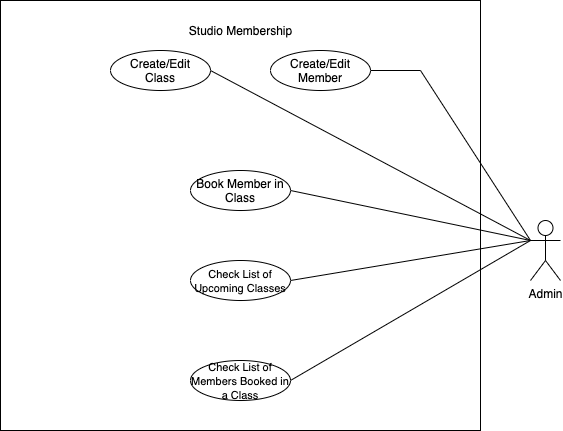 Studio Membership
Create/Edit
Class
Create/Edit
Member
Book Member in
Class
Check List of
Upcoming Classes
Admin
Check List of
Members Booked in
a Class